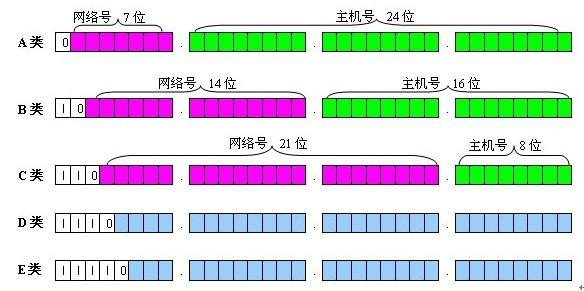 网络号 7 位 主机号 24 位
A 类 0 . . .
网络号 14 位 主机号 16 位
B 类 1 0 . . .
网络号 21 位 主机号 8 位
C 类 1 1 0 . . .
D 类 1 1 1 0 . . .
E 类 1 1 1 1 0 . . .